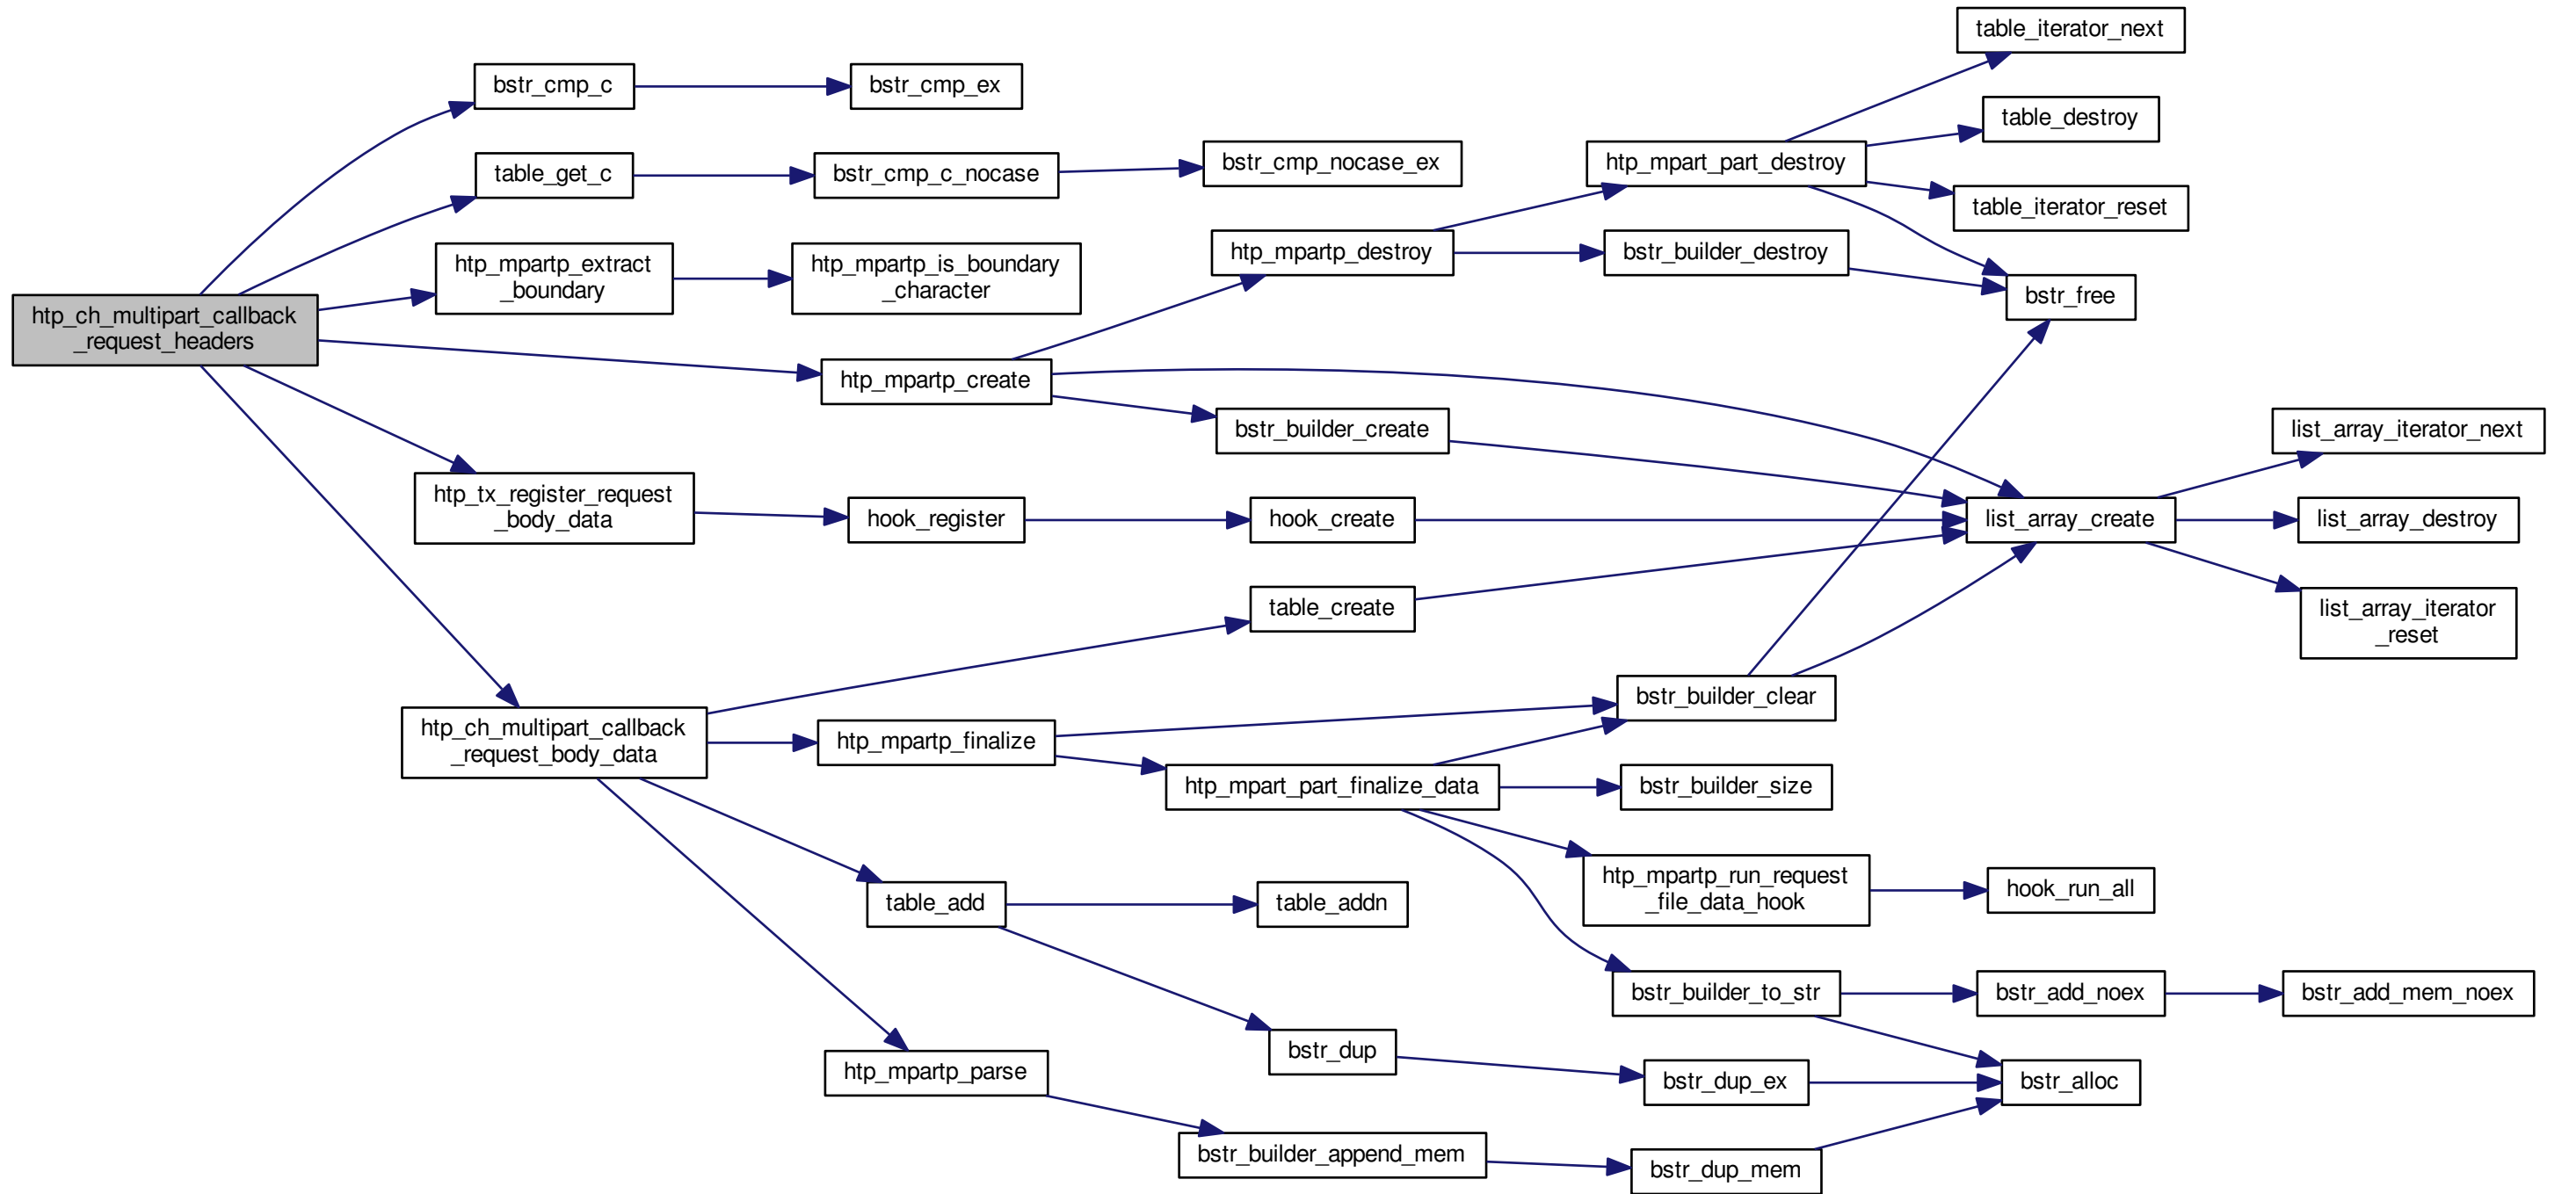 table_iterator_next
bstr_cmp_c
bstr_cmp_ex
table_destroy
table_get_c
bstr_cmp_c_nocase
bstr_cmp_nocase_ex
htp_mpart_part_destroy
table_iterator_reset
htp_mpartp_extract
_boundary
htp_mpartp_is_boundary
_character
htp_mpartp_destroy
bstr_builder_destroy
bstr_free
htp_ch_multipart_callback
_request_headers
htp_mpartp_create
bstr_builder_create
list_array_iterator_next
htp_tx_register_request
_body_data
hook_register
hook_create
list_array_create
list_array_destroy
table_create
list_array_iterator
_reset
bstr_builder_clear
htp_ch_multipart_callback
_request_body_data
htp_mpartp_finalize
htp_mpart_part_finalize_data
bstr_builder_size
htp_mpartp_run_request
_file_data_hook
hook_run_all
table_add
table_addn
bstr_builder_to_str
bstr_add_noex
bstr_add_mem_noex
bstr_dup
htp_mpartp_parse
bstr_dup_ex
bstr_alloc
bstr_builder_append_mem
bstr_dup_mem